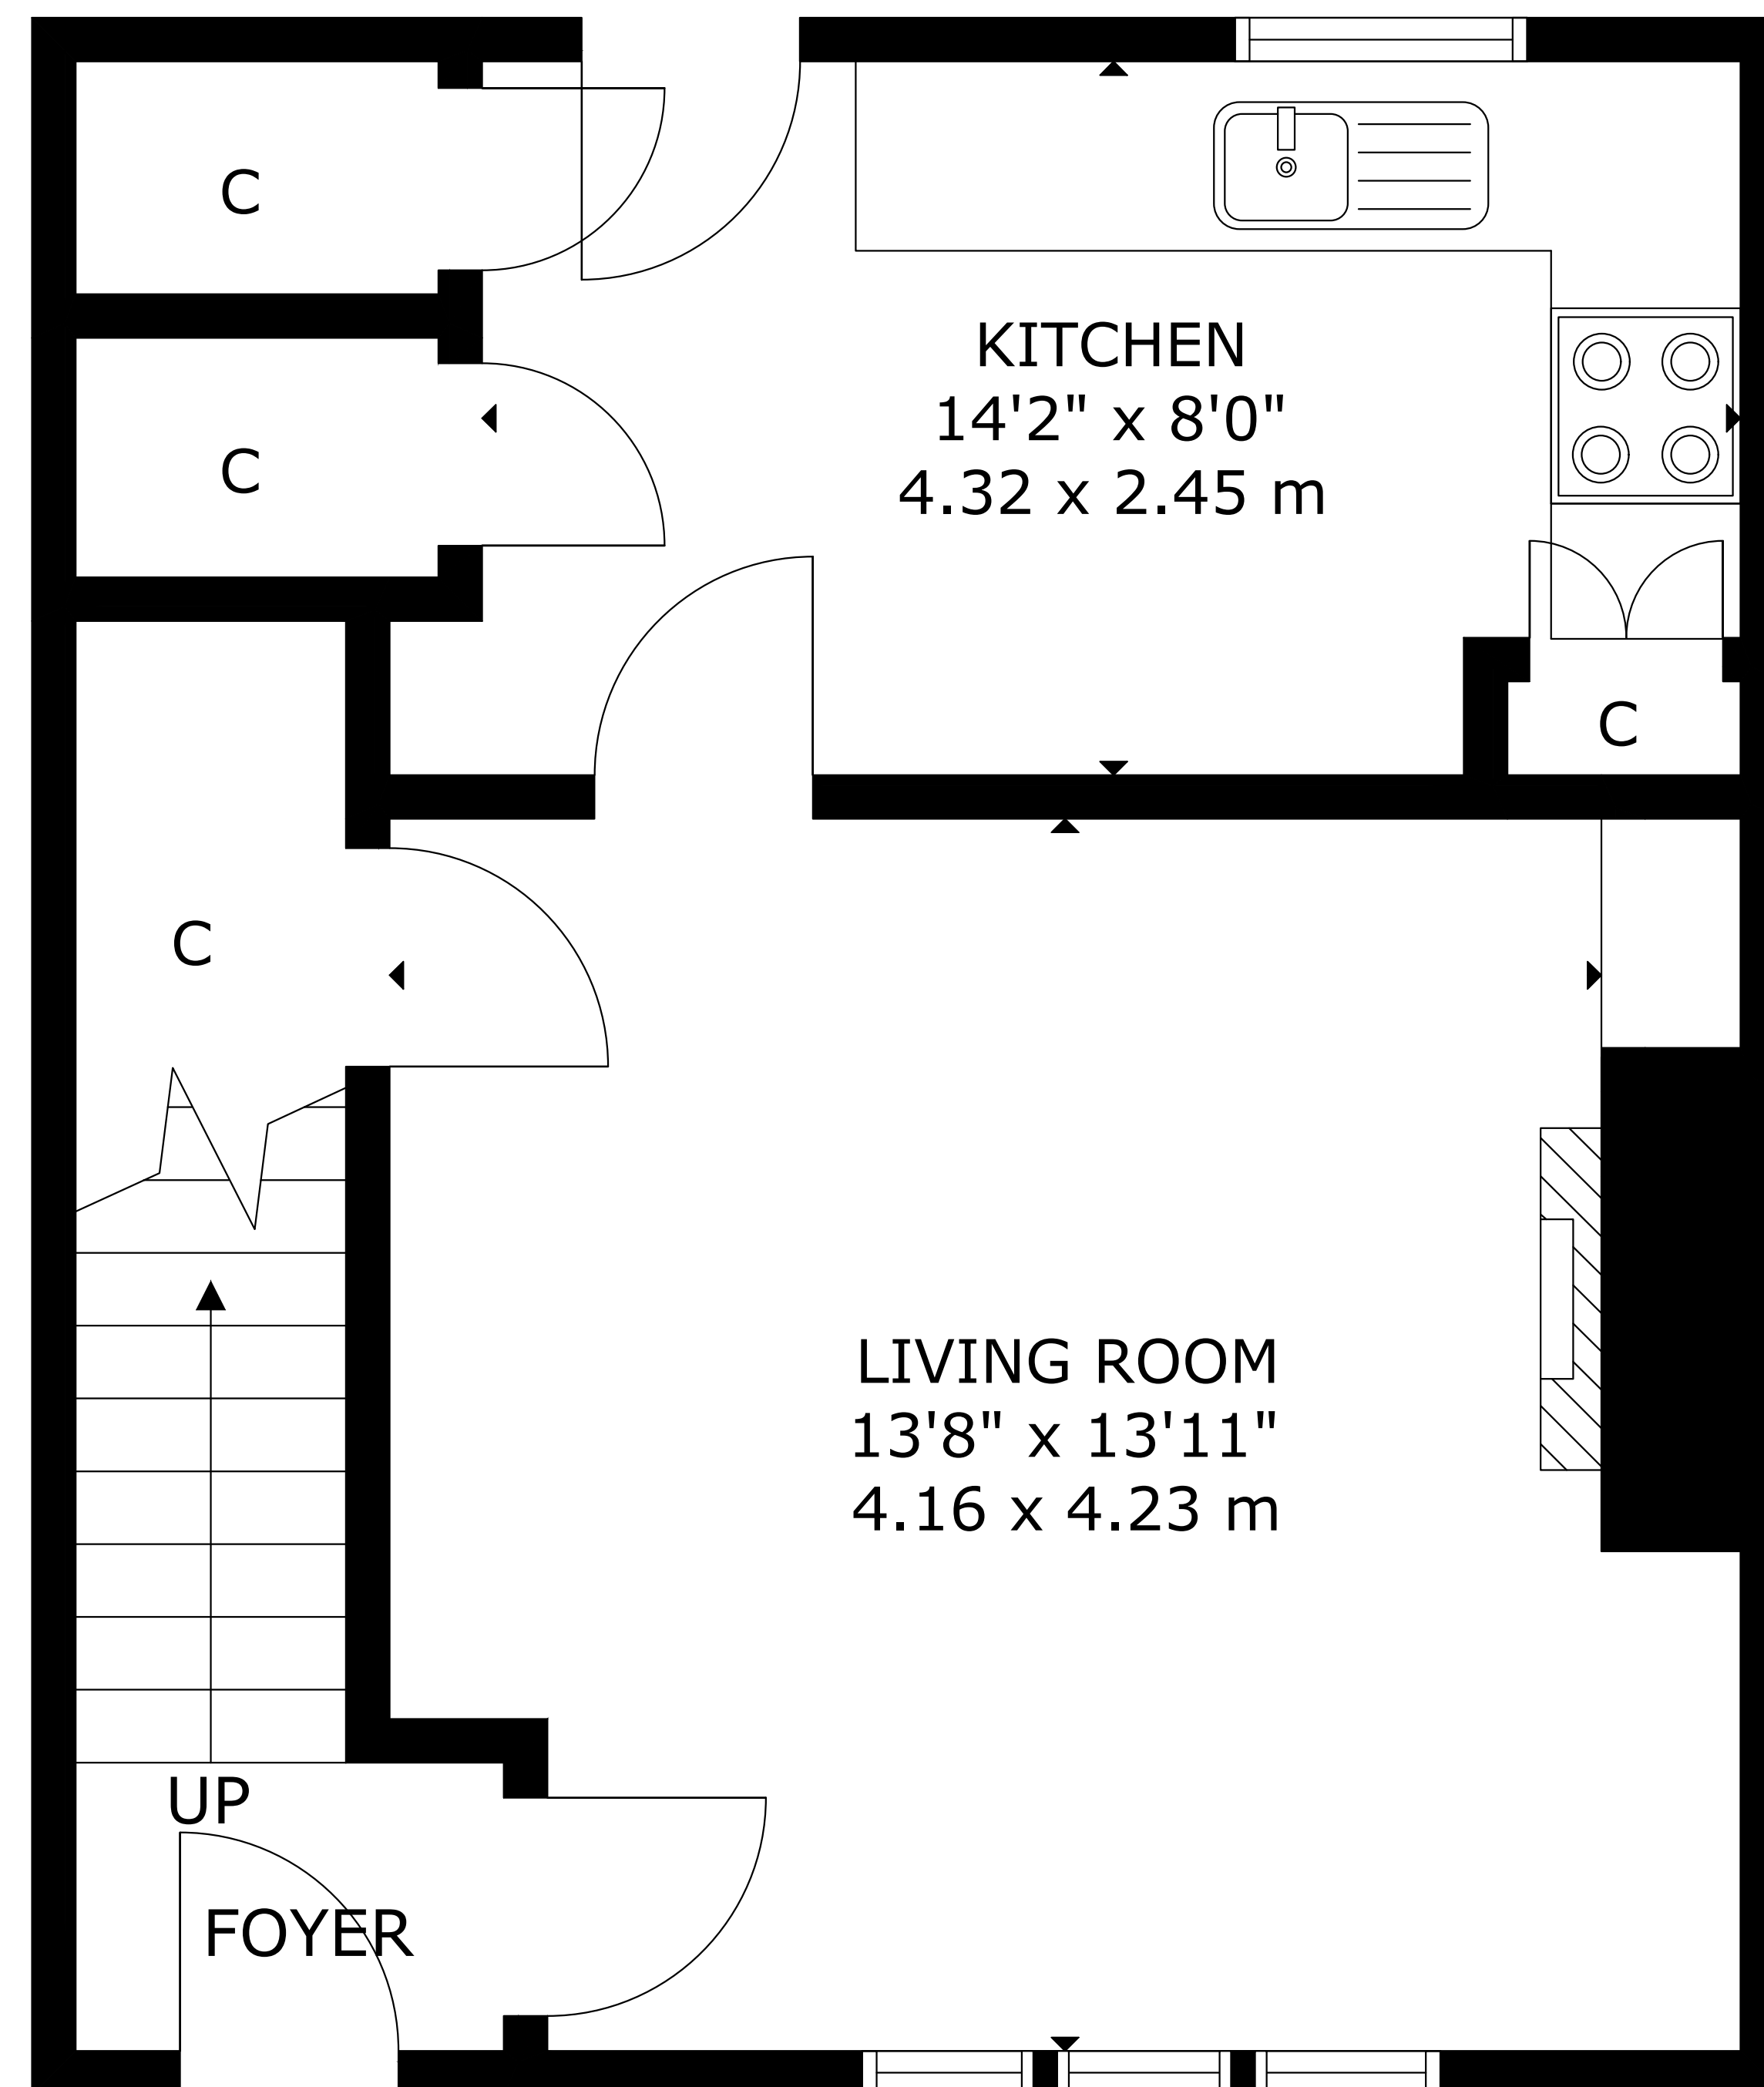 C
KITCHEN
14'2" x 8'0"
4.32 x 2.45 m
C
C
C
LIVING ROOM
13'8" x 13'11"
4.16 x 4.23 m
UP
FOYER